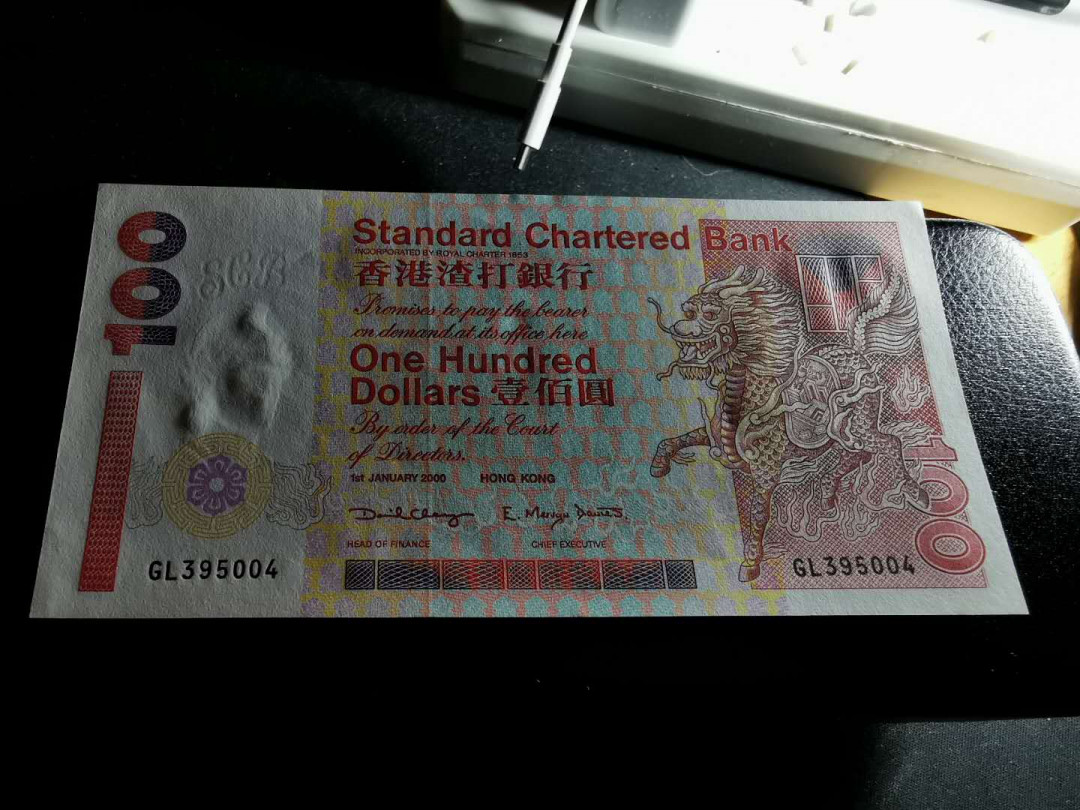 100
SCB
Standard Chartered Bank
INCORPORATED BY ROYAL CHARTER 1853
香港渣打銀行
Promises to pay the bearer
on demand at its office here
One Hundred
Dollars 壹佰圓
By order of the Court
of Directors.
1st JANUARY 2000 HONG KONG
HEAD OF FINANCE CHIEF EXECUTIVE
GL395004
GL395004
100